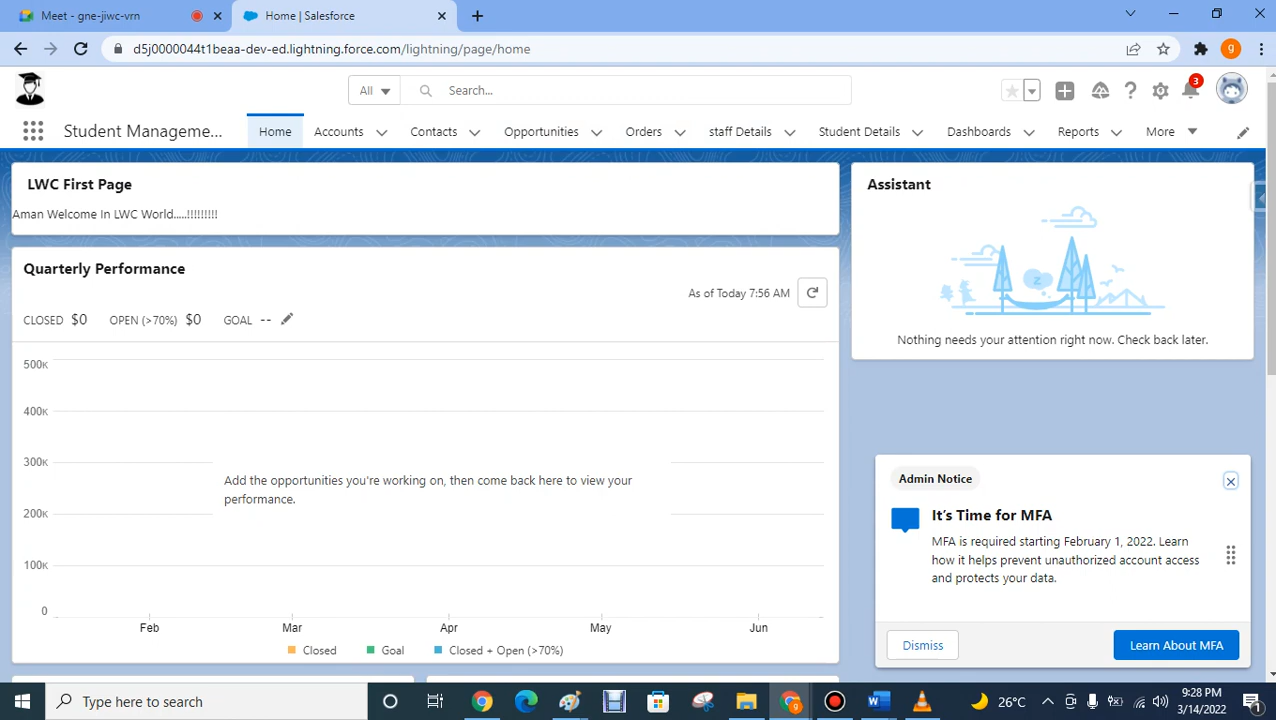 Meet - gne-jiwc-vrn
Home | Salesforce
d5j0000044t1beaa-dev-ed.lightning.force.com/lightning/page/home
g
All
Search...
3
Student Manageme...
Home
Accounts
Contacts
Opportunities
Orders
staff Details
Student Details
Dashboards
Reports
More
LWC First Page
Aman Welcome In LWC World.....!!!!!!!!!
Assistant
Nothing needs your attention right now. Check back later.
Quarterly Performance
As of Today 7:56 AM
CLOSED $0 OPEN (>70%) $0 GOAL --
500K
400K
300K
200K
100K
0
Add the opportunities you're working on, then come back here to view your
performance.
Feb
Mar
Apr
May
Jun
Closed
Goal
Closed + Open (>70%)
Admin Notice
It's Time for MFA
MFA is required starting February 1, 2022. Learn
how it helps prevent unauthorized account access
and protects your data.
Dismiss
Learn About MFA
Type here to search
9
26°C
9:28 PM
3/14/2022
1